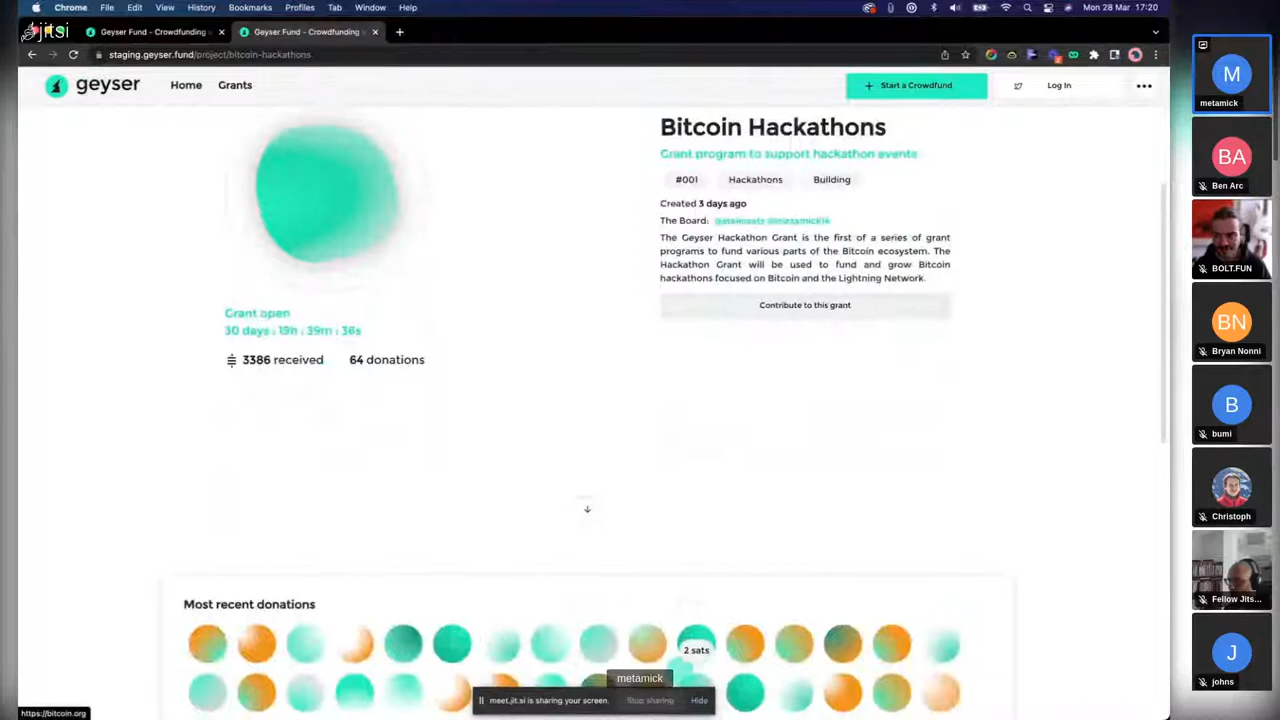 Chrome File Edit View History Bookmarks Profiles Tab Window Help Mon 28 Mar 17:20
jitsi
Geyser Fund - Crowdfunding Geyser Fund - Crowdfunding
staging.geyser.fund/project/bitcoin-hackathons
geyser Home Grants + Start a Crowdfund Log In
Bitcoin Hackathons
Grant program to support hackathon events
#001 Hackathons Building
Created 3 days ago
The Board:
The Geyser Hackathon Grant is the first of a series of grant
programs to fund various parts of the Bitcoin ecosystem. The
Hackathon Grant will be used to fund and grow Bitcoin
hackathons focused on Bitcoin and the Lightning Network.
Contribute to this grant
Grant open
30 days : 19h : 39m : 36s
3386 received 64 donations
Most recent donations
2 sats
metamick
meet.jit.si is sharing your screen. Stop sharing Hide
https://bitcoin.org
M
metamick
BA
Ben Arc
BOLT.FUN
BN
Bryan Nonni
B
bumi
Christoph
Fellow Jits...
J
johns